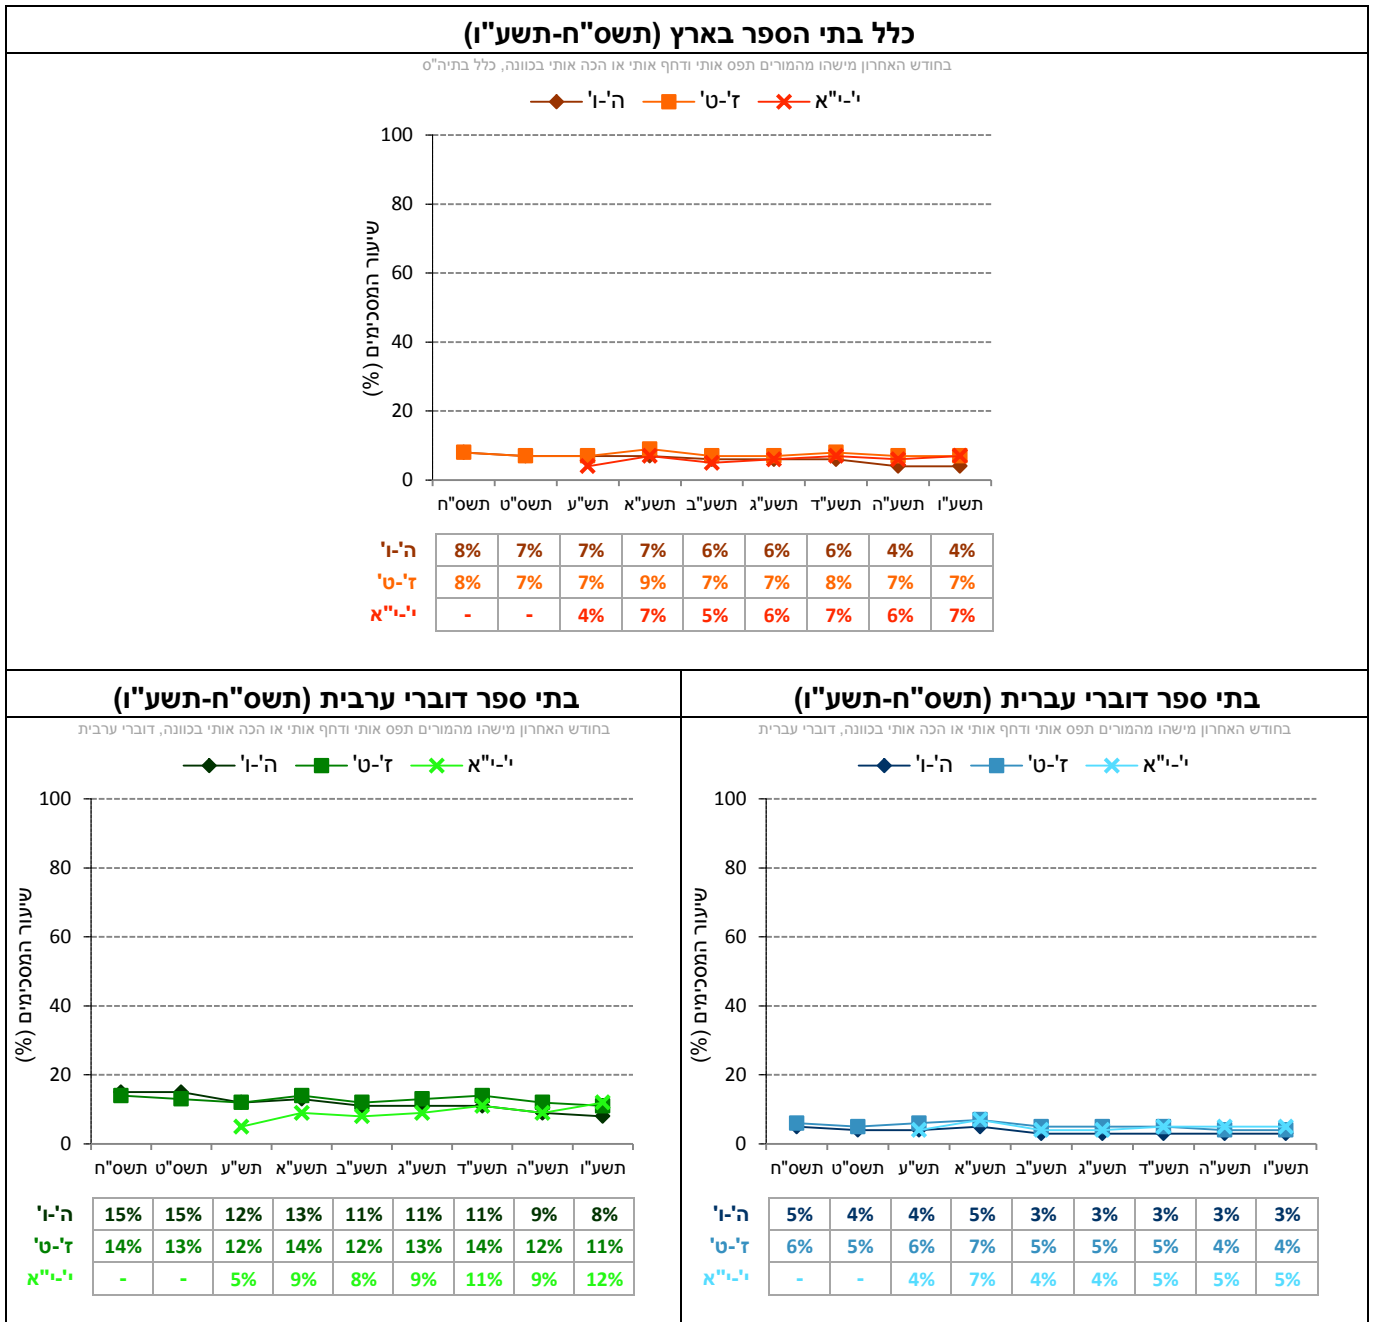 כלל בתי הספר בארץ (תשס"ח-תשע"ו)
בחודש האחרון מישהו מהמורים תפס אותי ודחף אותי או הכה אותי בכוונה, כלל בתיה"ס
ה'-ו' ז'-ט' י'-י"א
שיעור המסכימים (%)
100
80
60
40
20
0
תשס"ח תשס"ט תש"ע תשע"א תשע"ב תשע"ג תשע"ד תשע"ה תשע"ו
ה'-ו' 8% 7% 7% 7% 6% 6% 6% 4% 4%
ז'-ט' 8% 7% 7% 9% 7% 7% 8% 7% 7%
י'-י"א - - 4% 7% 5% 6% 7% 6% 7%
בתי ספר דוברי עברית (תשס"ח-תשע"ו)
בחודש האחרון מישהו מהמורים תפס אותי ודחף אותי או הכה אותי בכוונה, דוברי עברית
ה'-ו' ז'-ט' י'-י"א
שיעור המסכימים (%)
100
80
60
40
20
0
תשס"ח תשס"ט תש"ע תשע"א תשע"ב תשע"ג תשע"ד תשע"ה תשע"ו
ה'-ו' 5% 4% 4% 5% 3% 3% 3% 3% 3%
ז'-ט' 6% 5% 6% 7% 5% 5% 5% 4% 4%
י'-י"א - - 4% 7% 4% 4% 5% 5% 5%
בתי ספר דוברי ערבית (תשס"ח-תשע"ו)
בחודש האחרון מישהו מהמורים תפס אותי ודחף אותי או הכה אותי בכוונה, דוברי ערבית
ה'-ו' ז'-ט' י'-י"א
שיעור המסכימים (%)
100
80
60
40
20
0
תשס"ח תשס"ט תש"ע תשע"א תשע"ב תשע"ג תשע"ד תשע"ה תשע"ו
ה'-ו' 15% 15% 12% 13% 11% 11% 11% 9% 8%
ז'-ט' 14% 13% 12% 14% 12% 13% 14% 12% 11%
י'-י"א - - 5% 9% 8% 9% 11% 9% 12%